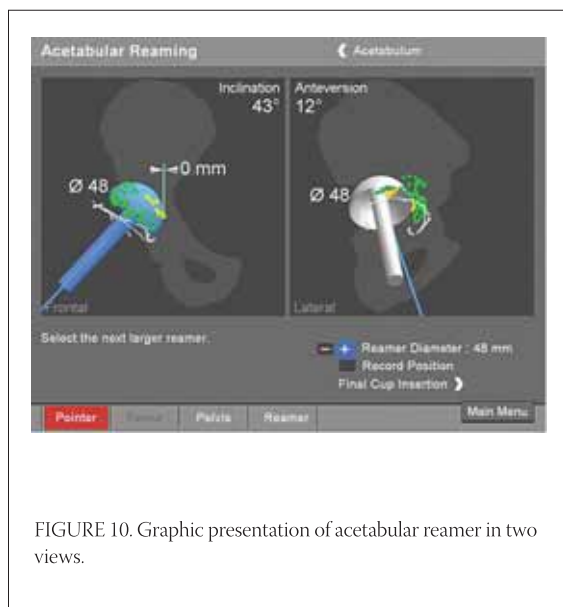 Acetabular Reaming
❨ Acetabulum
Inclination
43°
0 mm
Ø 48
Frontal
Anteversion
12°
Ø 48
Lateral
Select the next larger reamer.
− + Reamer Diameter : 48 mm
Record Position
Final Cup Insertion ❩
Pointer Pelvis Reamer Main Menu
FIGURE 10. Graphic presentation of acetabular reamer in two
views.